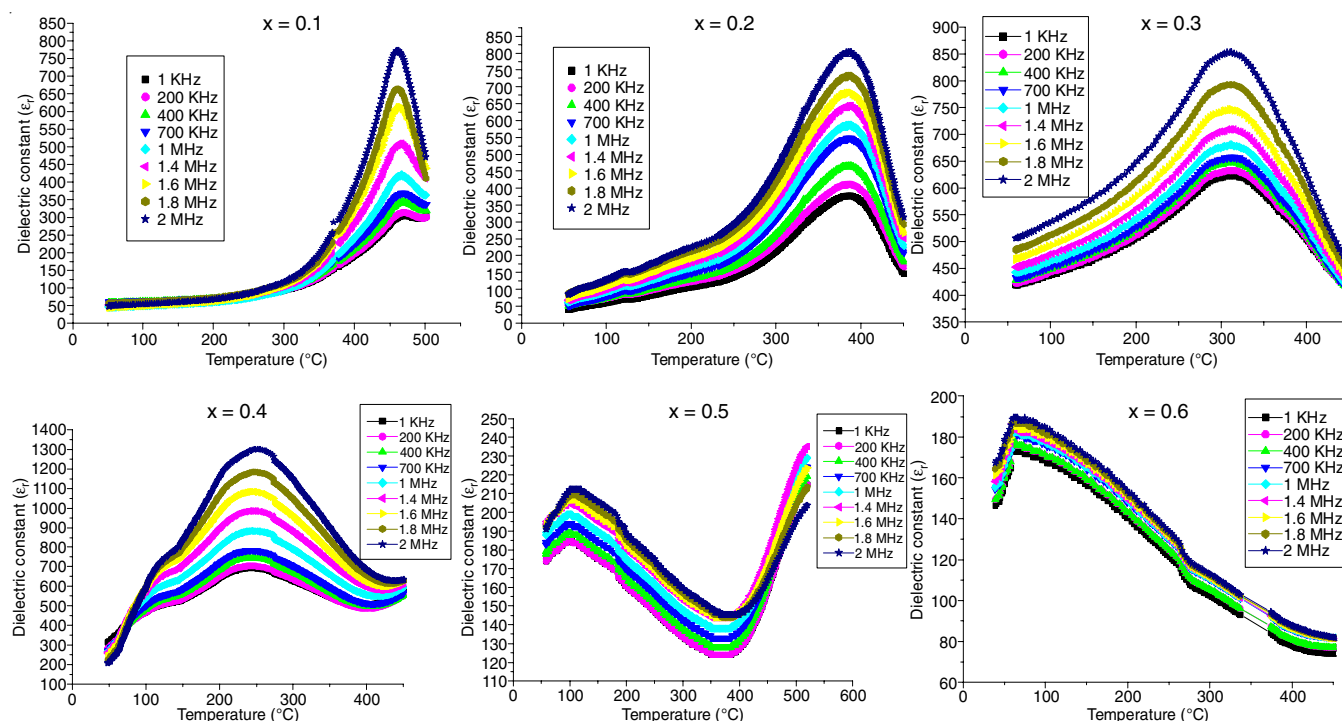 x = 0.1
Dielectric constant (εr)
850
800
750
700
650
600
550
500
450
400
350
300
250
200
150
100
50
0
1 KHz
200 KHz
400 KHz
700 KHz
1 MHz
1.4 MHz
1.6 MHz
1.8 MHz
2 MHz
0 100 200 300 400 500
Temperature (°C)
x = 0.2
Dielectric constant (εr)
850
800
750
700
650
600
550
500
450
400
350
300
250
200
150
100
50
0
1 KHz
200 KHz
400 KHz
700 KHz
1 MHz
1.4 MHz
1.6 MHz
1.8 MHz
2 MHz
0 100 200 300 400
Temperature (°C)
x = 0.3
Dielectric constant (εr)
900
850
800
750
700
650
600
550
500
450
400
350
1 KHz
200 KHz
400 KHz
700 KHz
1 MHz
1.4 MHz
1.6 MHz
1.8 MHz
2 MHz
0 100 200 300 400
Temperature (°C)
x = 0.4
Dielectric constant (εr)
1400
1300
1200
1100
1000
900
800
700
600
500
400
300
200
100
1 KHz
200 KHz
400 KHz
700 KHz
1 MHz
1.4 MHz
1.6 MHz
1.8 MHz
2 MHz
0 100 200 300 400
Temperature (°C)
x = 0.5
Dielectric constant (εr)
250
240
230
220
210
200
190
180
170
160
150
140
130
120
110
1 KHz
200 KHz
400 KHz
700 KHz
1 MHz
1.4 MHz
1.6 MHz
1.8 MHz
2 MHz
0 100 200 300 400 500 600
Temperature (°C)
x = 0.6
Dielectric constant (εr)
200
180
160
140
120
100
80
60
1 KHz
200 KHz
400 KHz
700 KHz
1 MHz
1.4 MHz
1.6 MHz
1.8 MHz
2 MHz
0 100 200 300 400
Temperature (°C)